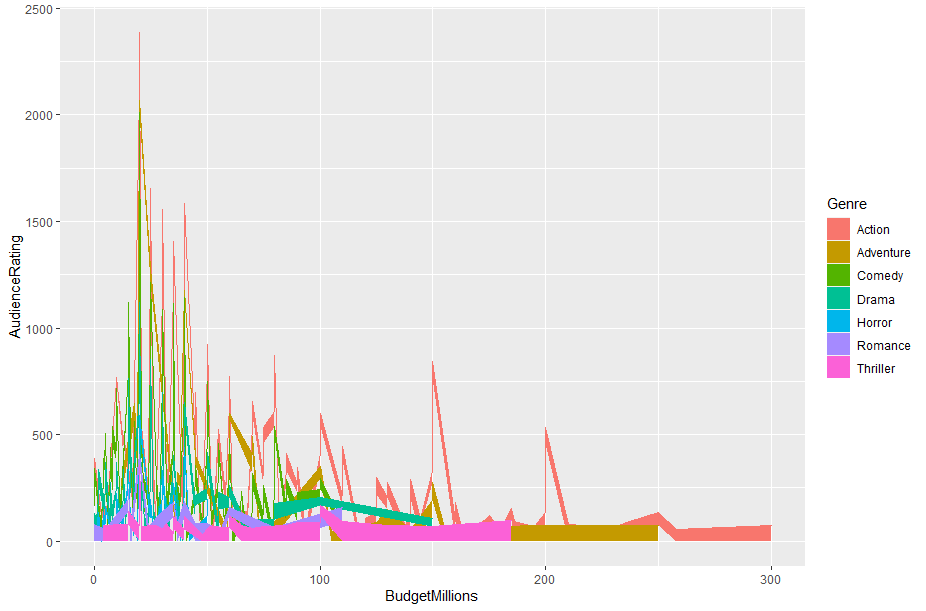 2500
2000
1500
1000
500
0
AudienceRating
0 100 200 300
BudgetMillions
Genre
Action
Adventure
Comedy
Drama
Horror
Romance
Thriller